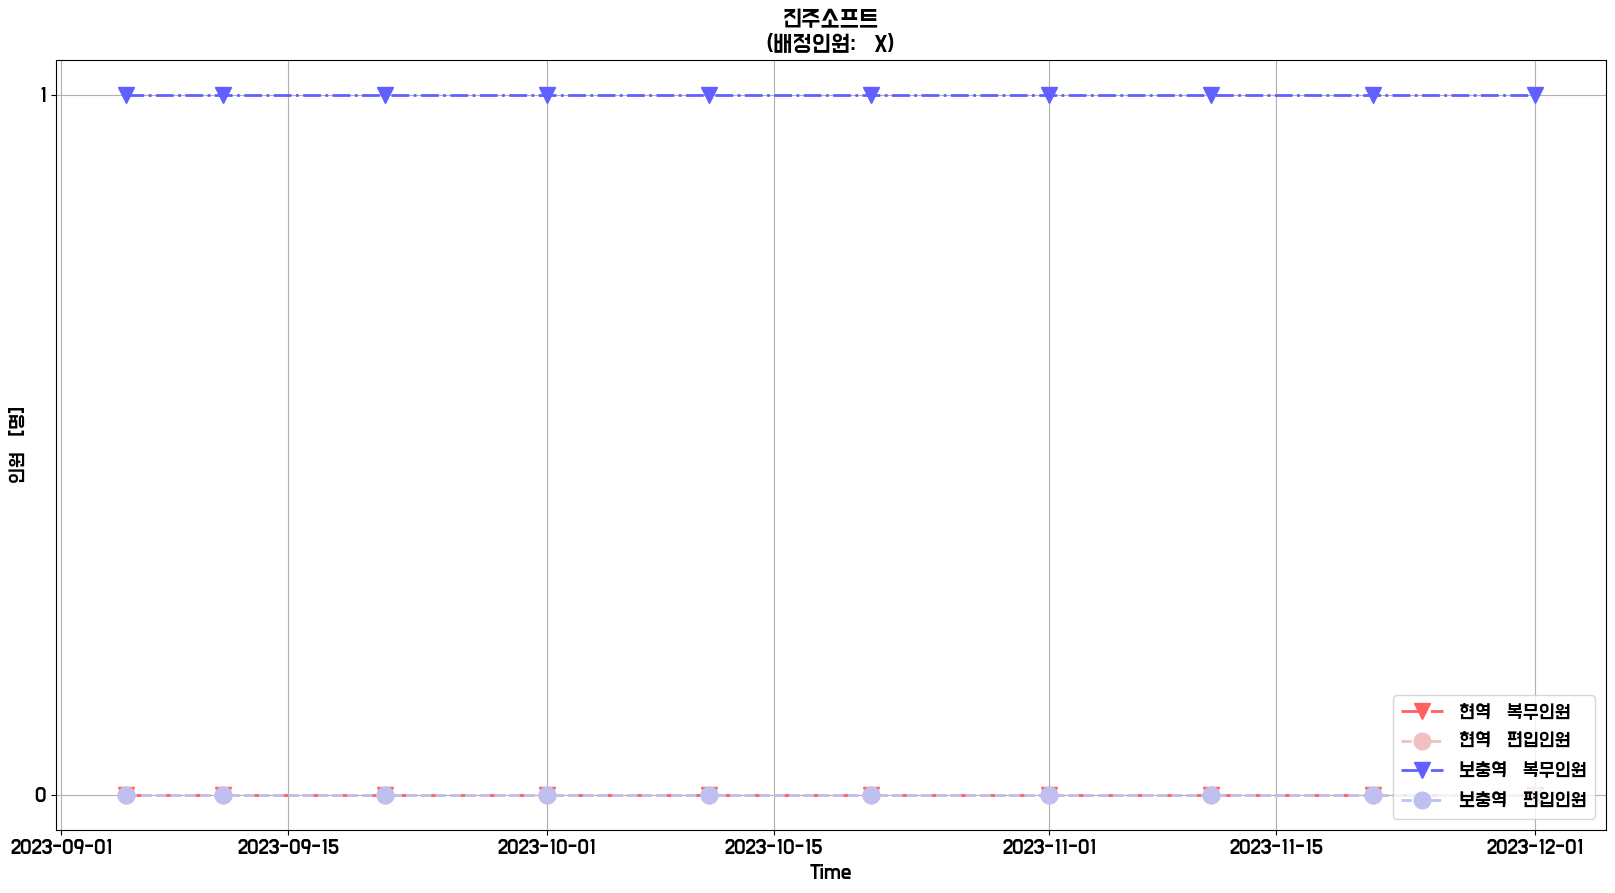 진주소프트
(배정인원: X)
1
인원 [명]
0
현역 복무인원
현역 편입인원
보충역 복무인원
보충역 편입인원
2023-09-01 2023-09-15 2023-10-01 2023-10-15 2023-11-01 2023-11-15 2023-12-01
Time